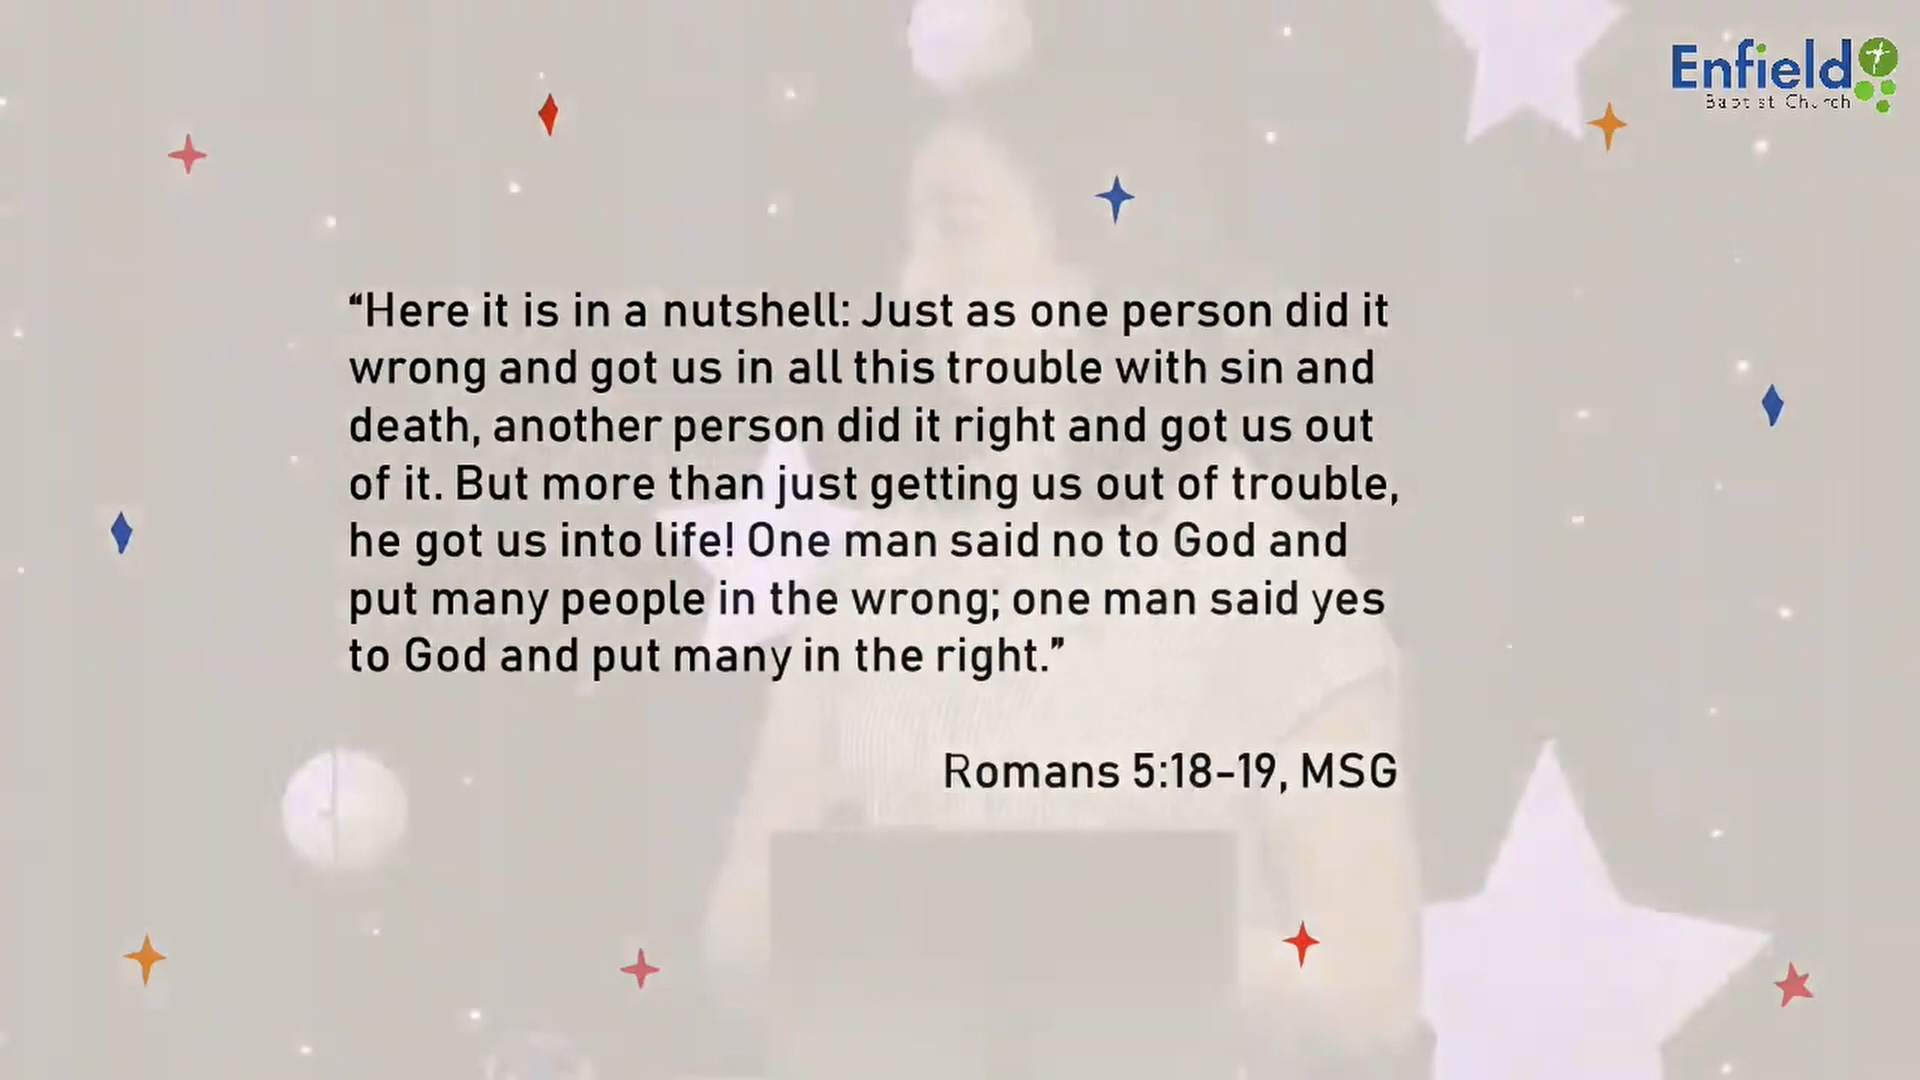 Enfield
Baptist Church
“Here it is in a nutshell: Just as one person did it
wrong and got us in all this trouble with sin and
death, another person did it right and got us out
of it. But more than just getting us out of trouble,
he got us into life! One man said no to God and
put many people in the wrong; one man said yes
to God and put many in the right.”
Romans 5:18-19, MSG